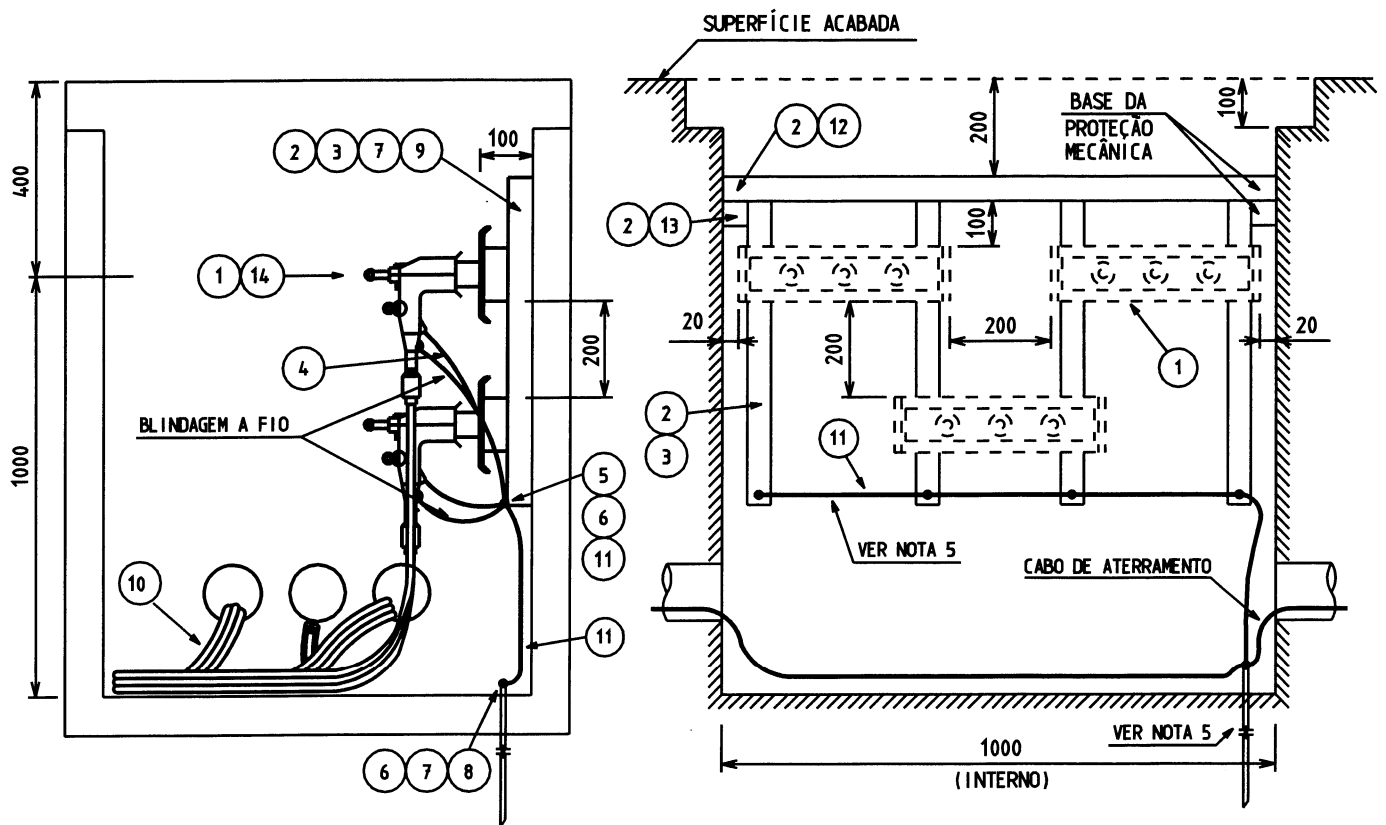 SUPERFÍCIE ACABADA
400
1000
2 3 7 9
100
1 14
4
BLINDAGEM A FIO
200
5
6
11
10
11
6 7 8
2 12
200
BASE DA
PROTEÇÃO
MECÂNICA
100
2 13
100
20
200
200
20
1
2
3
11
VER NOTA 5
CABO DE ATERRAMENTO
VER NOTA 5
1000
(INTERNO)